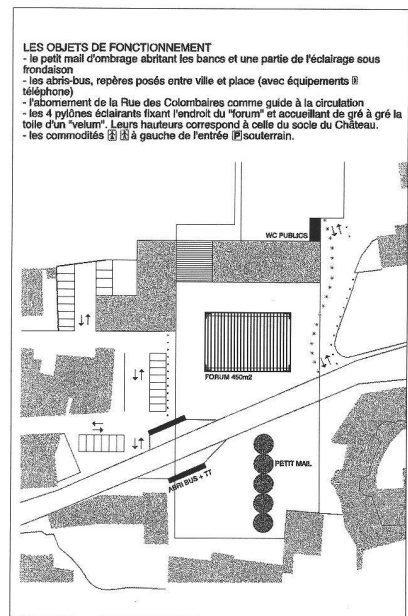 LES OBJETS DE FONCTIONNEMENT
- le petit mail d'ombrage abritant les bancs et une partie de l'éclairage sous
frondaison
- les abris-bus, repères posés entre ville et place (avec équipements
téléphone)
- l'abornement de la Rue des Colombaires comme guide à la circulation
- les 4 pylônes éclairants fixant l'endroit du "forum" et accueillant de gré à gré la
toile d'un "velum". Leurs hauteurs correspond à celle du socle du Château.
- les commodités à gauche de l'entrée P souterrain.
WC PUBLICS
FORUM 450m2
PETIT MAIL
ABRI BUS + TT